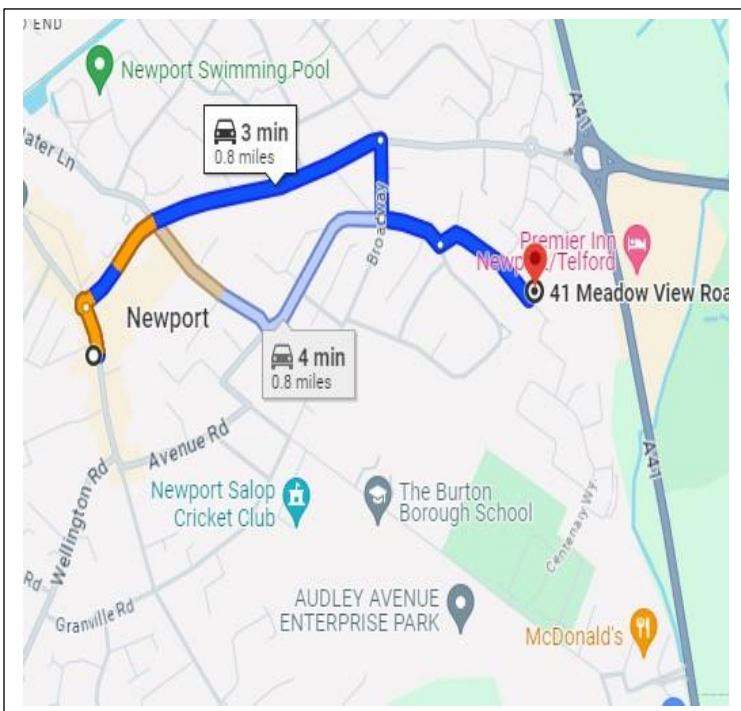 END
Newport Swimming Pool
ater Ln
3 min
0.8 miles
A41
Broadway
Premier Inn
Newport/Telford
41 Meadow View Roa
Newport
4 min
0.8 miles
Avenue Rd
Wellington Rd
Newport Salop
Cricket Club
The Burton
Borough School
A41
Centenary Wy
Rd
Granville Rd
AUDLEY AVENUE
ENTERPRISE PARK
McDonald's